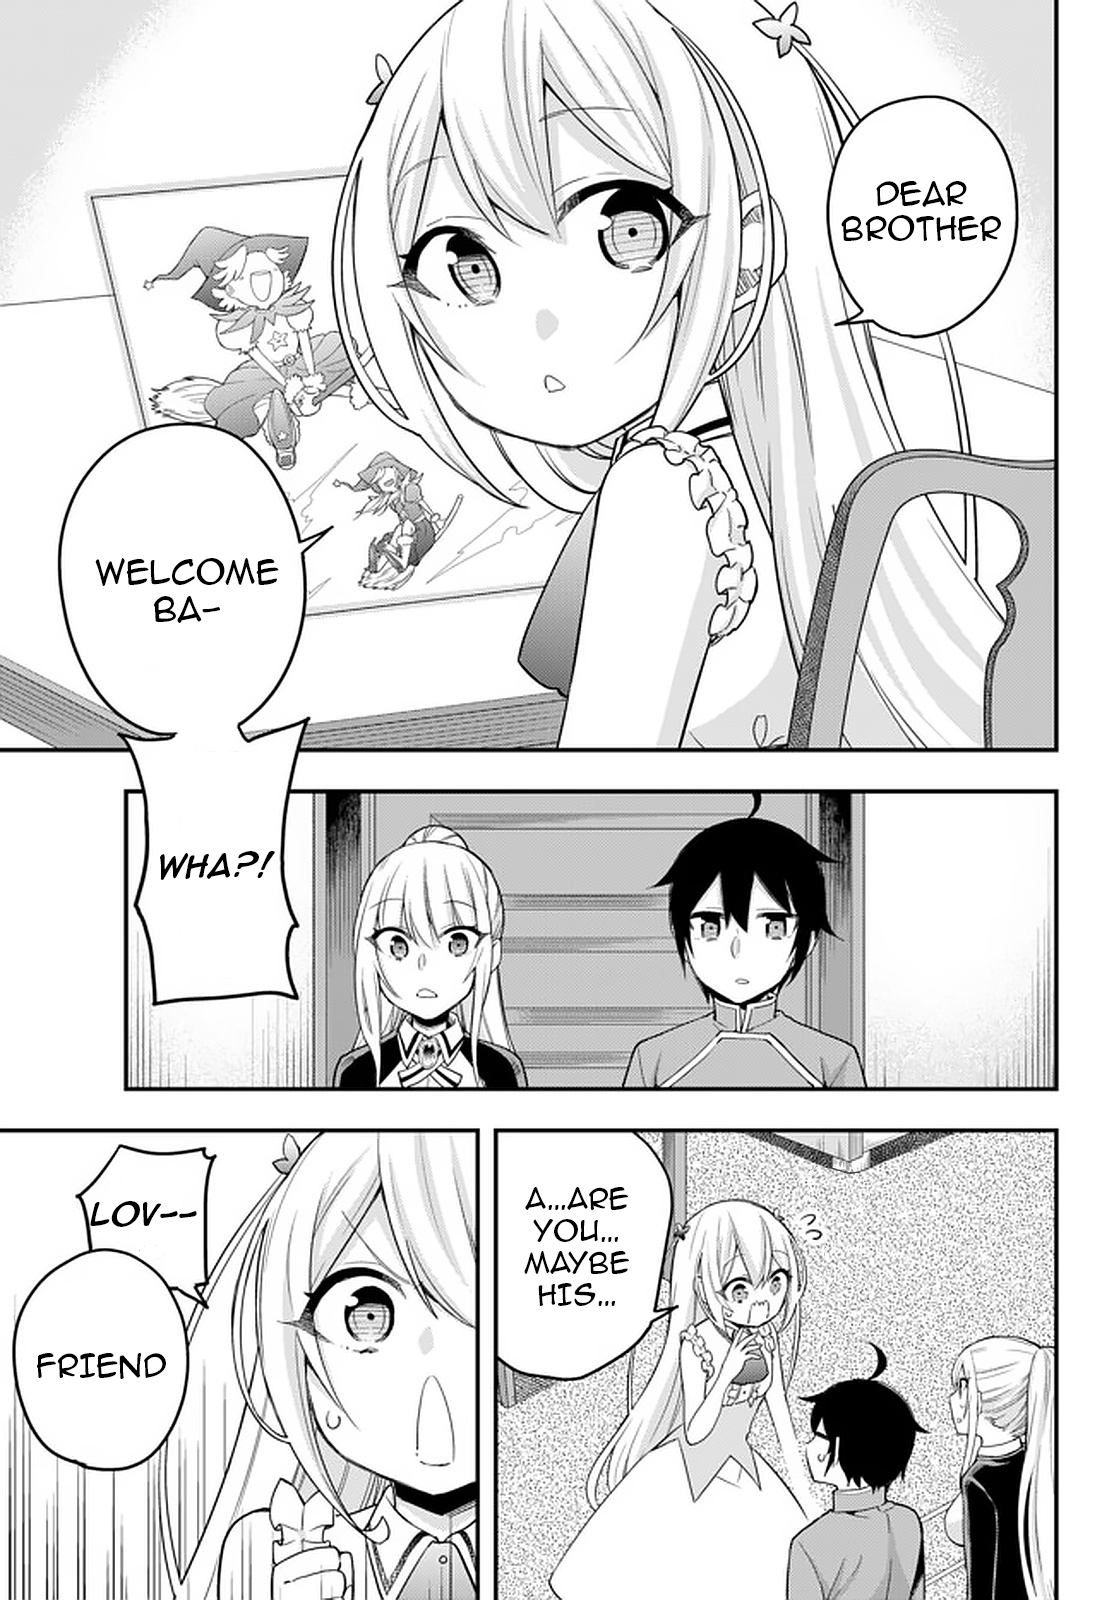 DEAR
BROTHER
WELCOME
BA-
WHA?!
A...ARE
YOU...
MAYBE
HIS...
LOV--
FRIEND